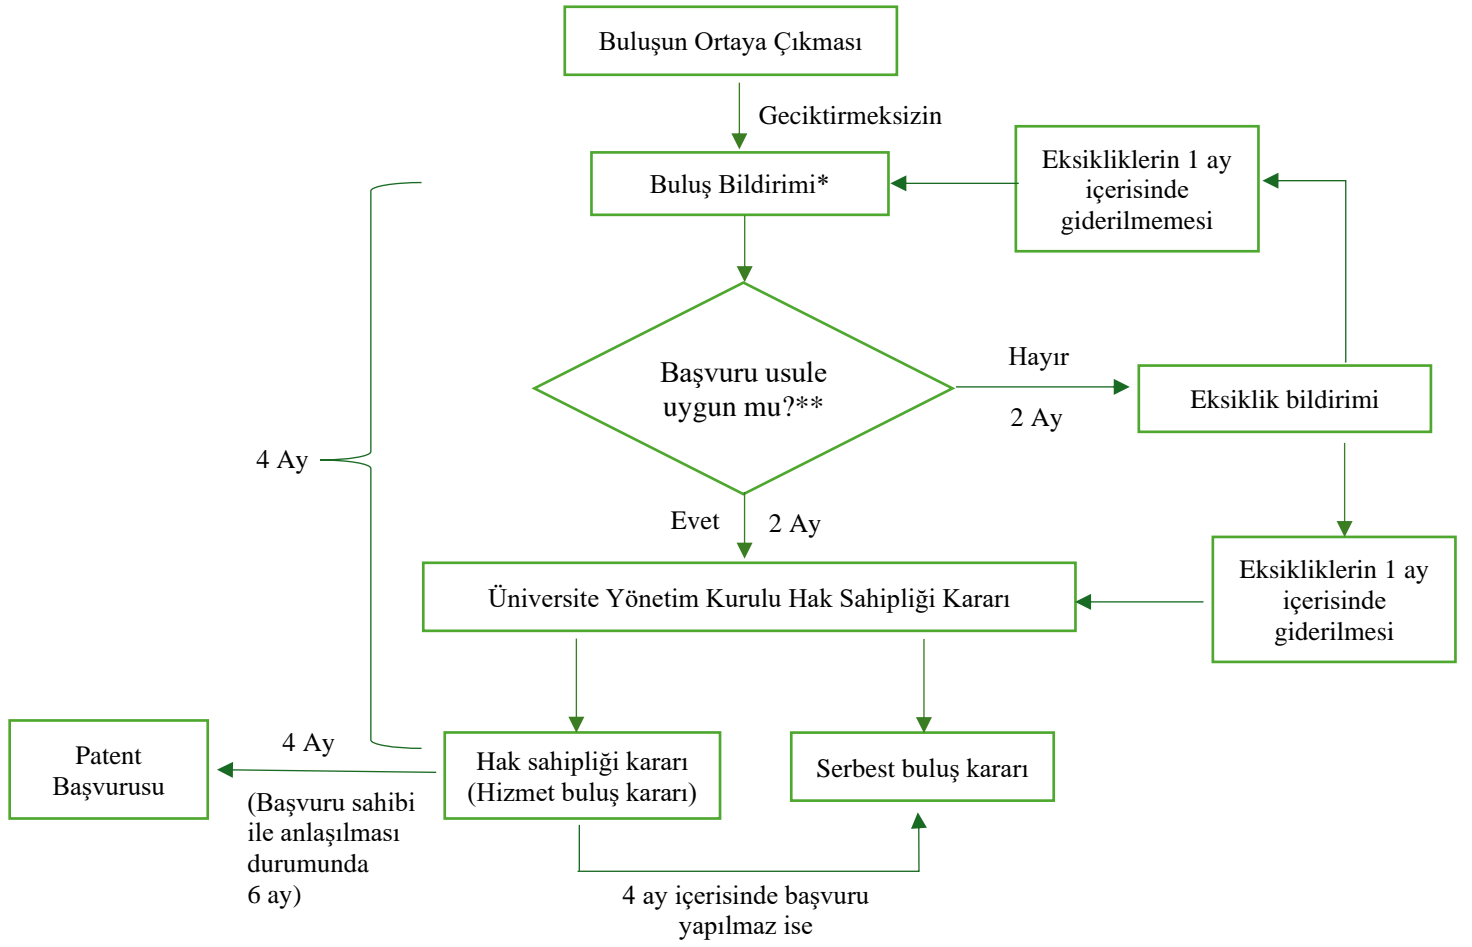 Buluşun Ortaya Çıkması
Geciktirmeksizin
Buluş Bildirimi*
Eksikliklerin 1 ay
içerisinde
giderilmemesi
Başvuru usule
uygun mu?**
Hayır
2 Ay
Eksiklik bildirimi
4 Ay
Evet
2 Ay
Üniversite Yönetim Kurulu Hak Sahipliği Kararı
Eksikliklerin 1 ay
içerisinde
giderilmesi
Patent
Başvurusu
4 Ay
(Başvuru sahibi
ile anlaşılması
durumunda
6 ay)
Hak sahipliği kararı
(Hizmet buluş kararı)
Serbest buluş kararı
4 ay içerisinde başvuru
yapılmaz ise